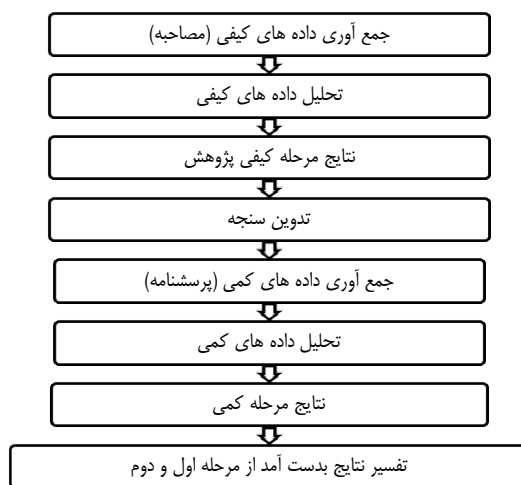 جمع آوری داده های کیفی (مصاحبه)
تحلیل داده های کیفی
نتایج مرحله کیفی پژوهش
تدوین سنجه
جمع آوری داده های کمی (پرسشنامه)
تحلیل داده های کمی
نتایج مرحله کمی
تفسیر نتایج بدست آمد از مرحله اول و دوم